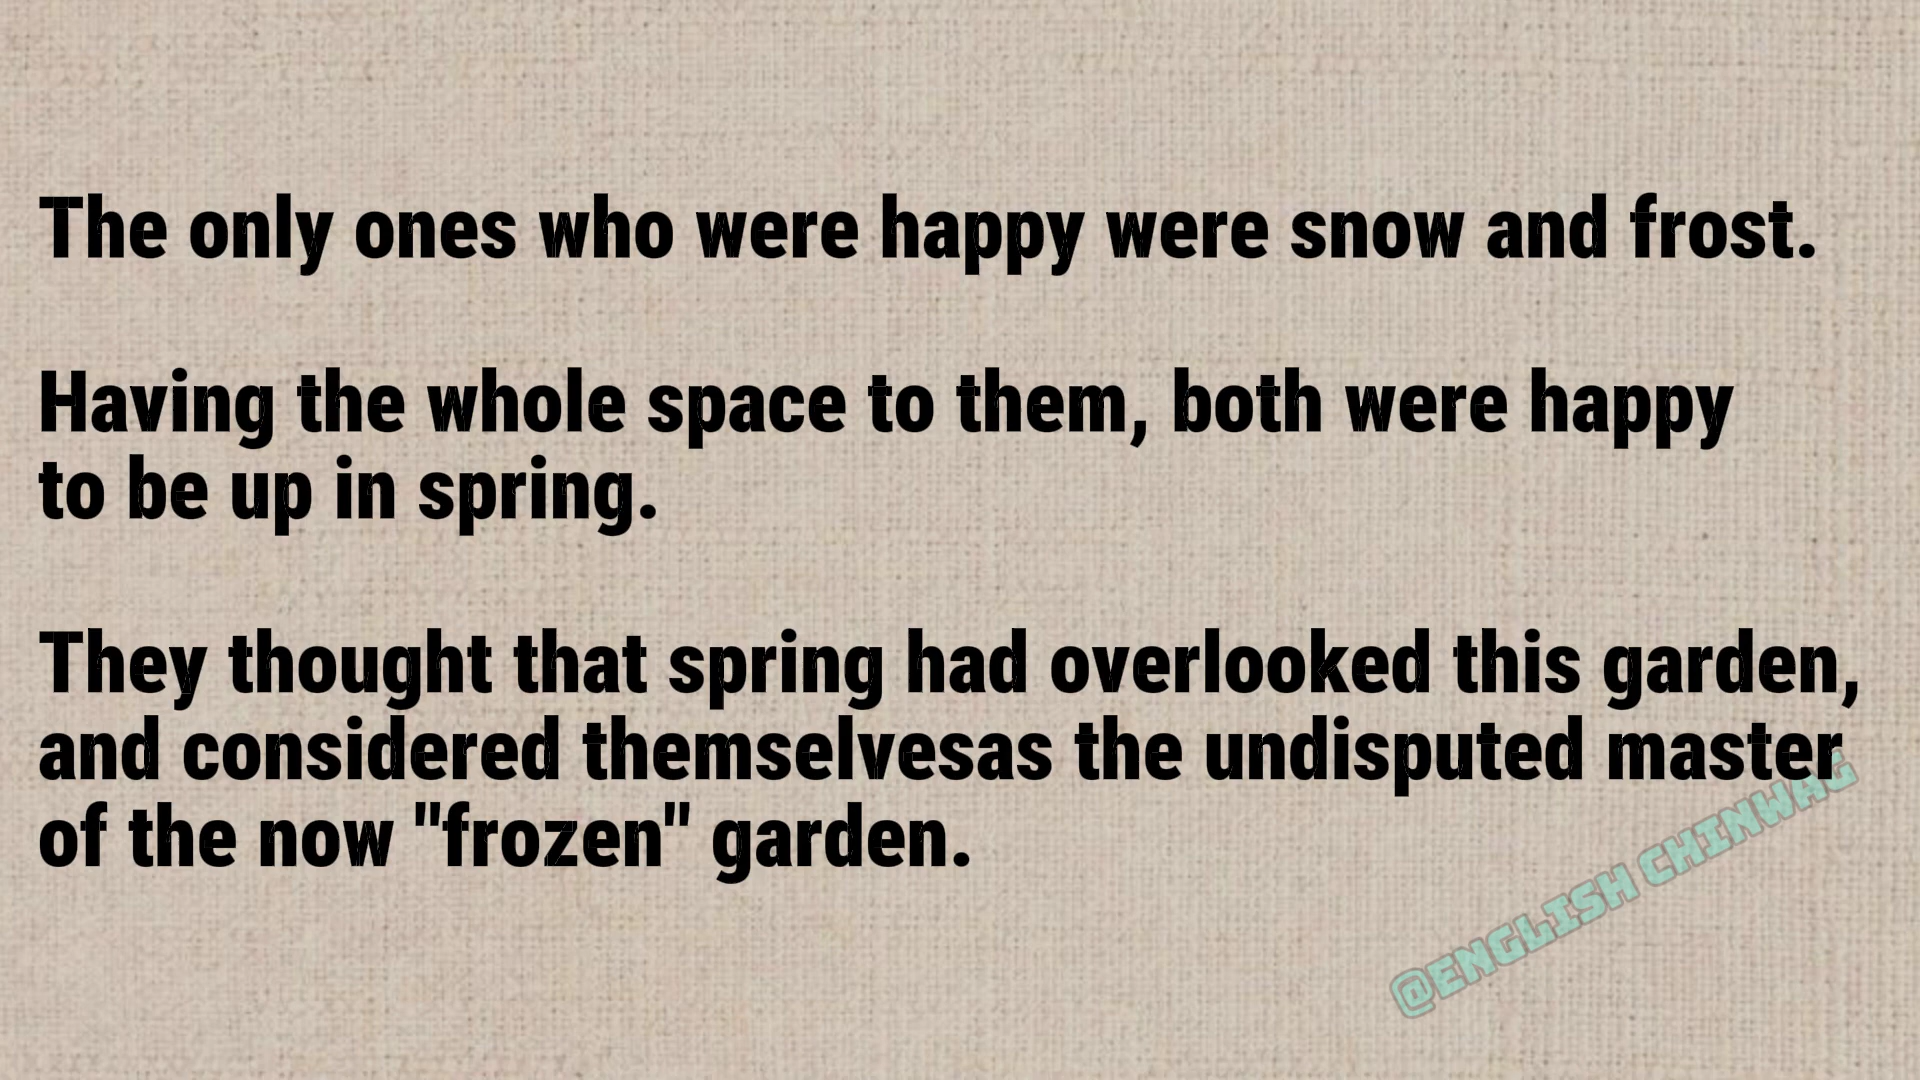 The only ones who were happy were snow and frost.
Having the whole space to them, both were happy
to be up in spring.
They thought that spring had overlooked this garden,
and considered themselvesas the undisputed master
of the now "frozen" garden.
@ENGLISH CHINWAG